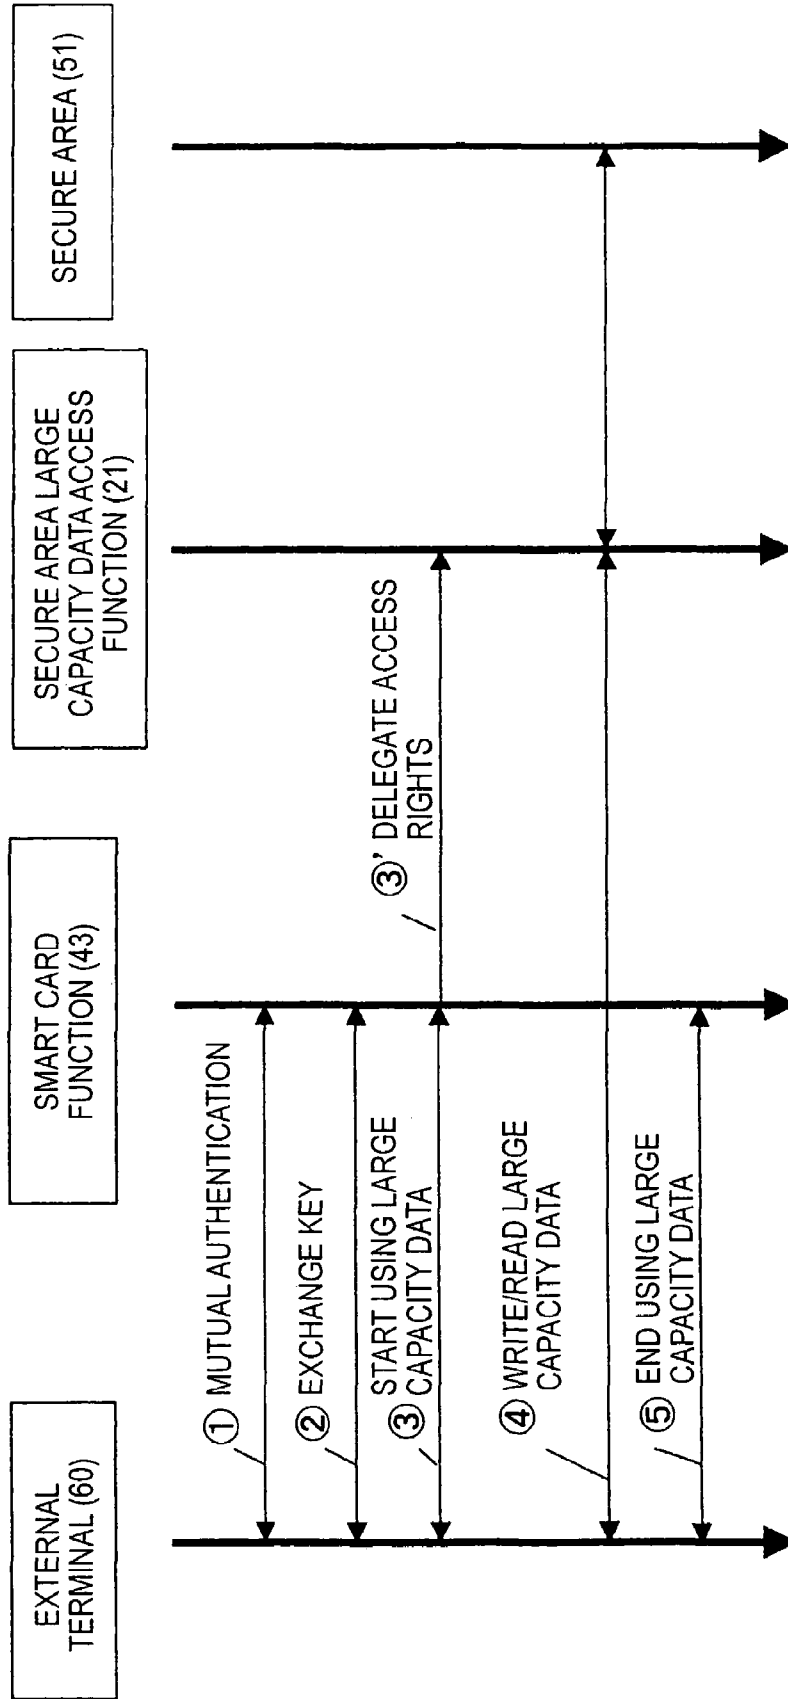 EXTERNAL
TERMINAL (60)
SMART CARD
FUNCTION (43)
SECURE AREA LARGE
CAPACITY DATA ACCESS
FUNCTION (21)
SECURE AREA (51)
① MUTUAL AUTHENTICATION
② EXCHANGE KEY
START USING LARGE
③ CAPACITY DATA
③' DELEGATE ACCESS
RIGHTS
④ WRITE/READ LARGE
CAPACITY DATA
⑤ END USING LARGE
CAPACITY DATA